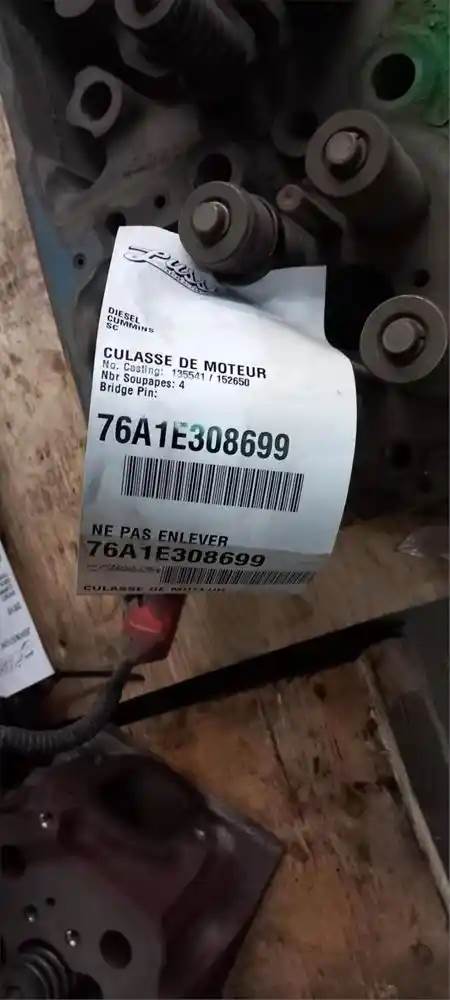 DIESEL
CUMMINS
SC
CULASSE DE MOTEUR
No. Casting: 135541 / 152650
Nbr Soupapes: 4
Bridge Pin:
76A1E308699
NE PAS ENLEVER
76A1E308699
CULASSE DE MOTEUR